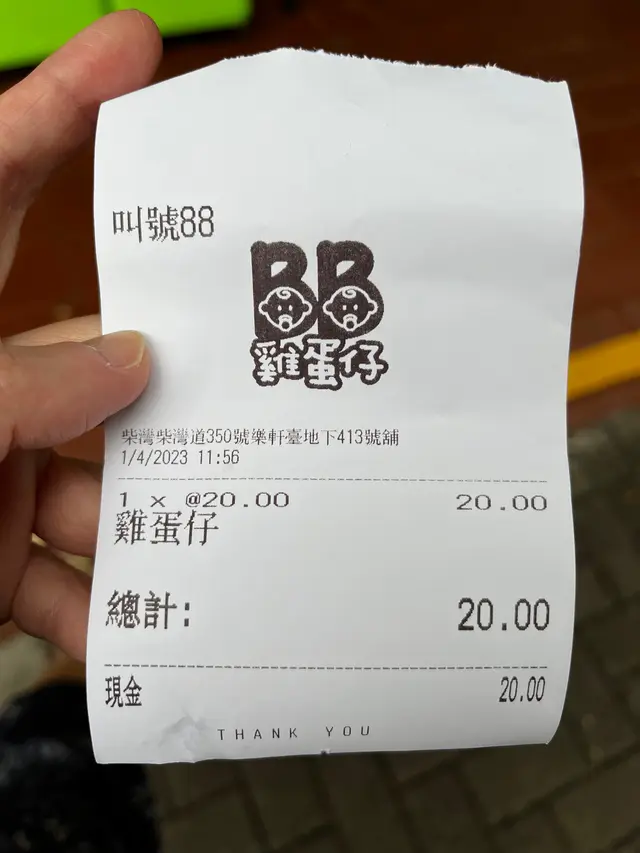 叫號88
BB
雞蛋仔
柴灣柴灣道350號樂軒臺地下413號舖
1/4/2023 11:56
1 x @20.00 20.00
雞蛋仔
總計: 20.00
現金 20.00
THANK YOU